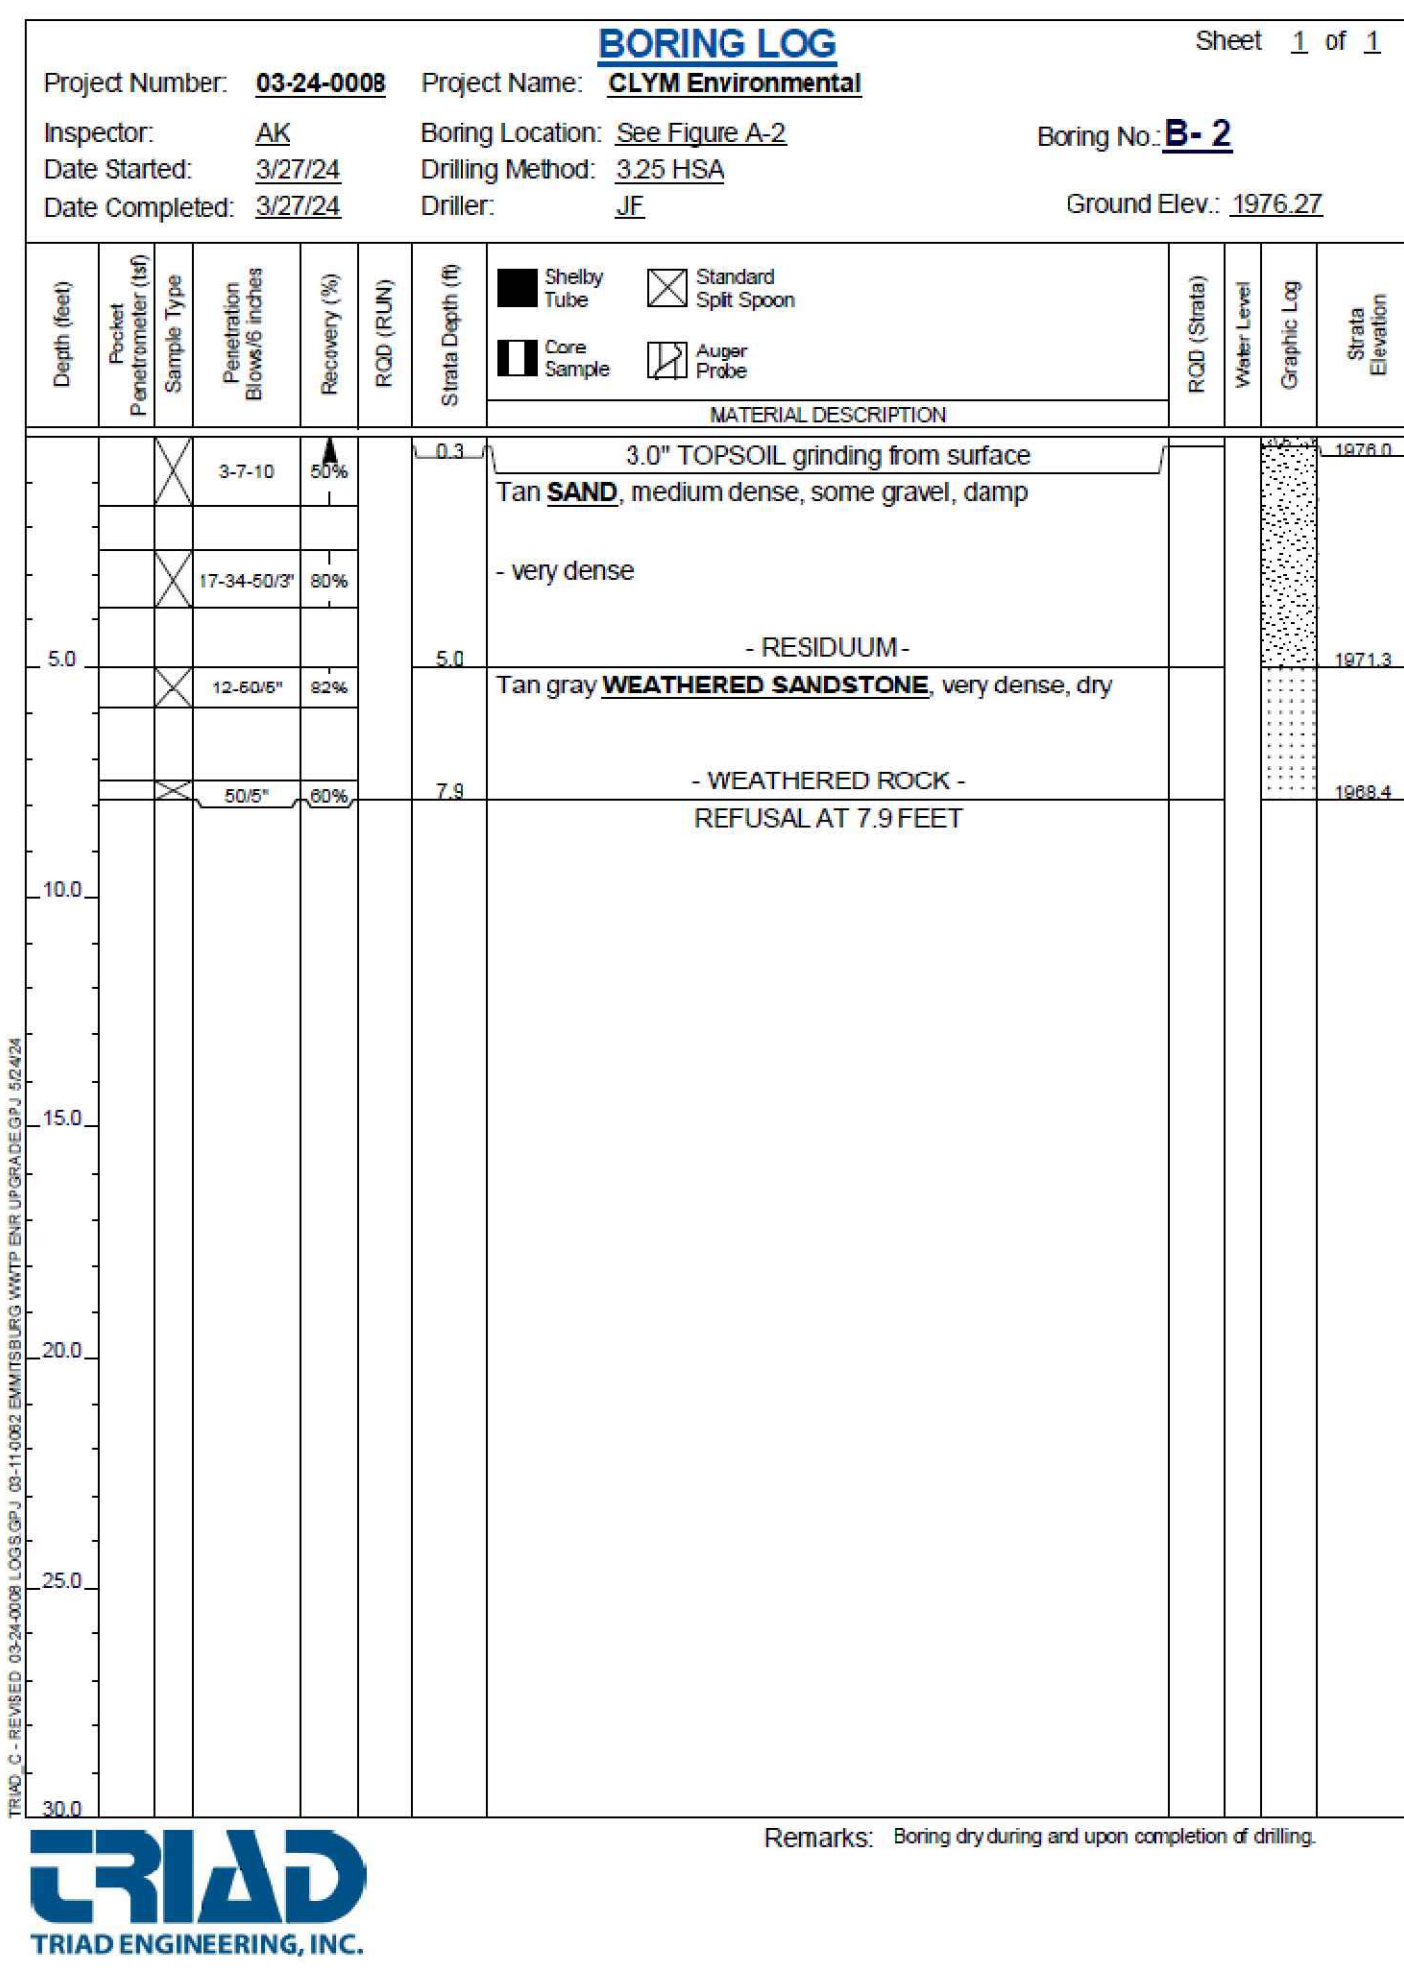 BORING LOG
Sheet 1 of 1
Project Number: 03-24-0008 Project Name: CLYM Environmental
Inspector: AK Boring Location: See Figure A-2 Boring No.: B- 2
Date Started: 3/27/24 Drilling Method: 3.25 HSA
Date Completed: 3/27/24 Driller: JF Ground Elev.: 1976.27
Depth (feet)
Pocket
Penetrometer (tsf)
Sample Type
Penetration
Blows/6 inches
Recovery (%)
RQD (RUN)
Strata Depth (ft)
Shelby
Tube
Standard
Split Spoon
Core
Sample
Auger
Probe
MATERIAL DESCRIPTION
RQD (Strata)
Water Level
Graphic Log
Strata
Elevation
0.3 3.0" TOPSOIL grinding from surface 1976.0
3-7-10 50%
Tan SAND, medium dense, some gravel, damp
17-34-50/3" 80% - very dense
- RESIDUUM -
5.0 5.0 1971.3
12-50/5" 82% Tan gray WEATHERED SANDSTONE, very dense, dry
- WEATHERED ROCK -
50/5" 60% 7.9 1968.4
REFUSAL AT 7.9 FEET
10.0
15.0
20.0
25.0
30.0
TRIAD_C - REVISED 03-24-0008 LOGS.GPJ 03-11-0062 EMMITSBURG WWTP ENR UPGRADE.GPJ 5/24/24
Remarks: Boring dry during and upon completion of drilling.
TRIAD
TRIAD ENGINEERING, INC.